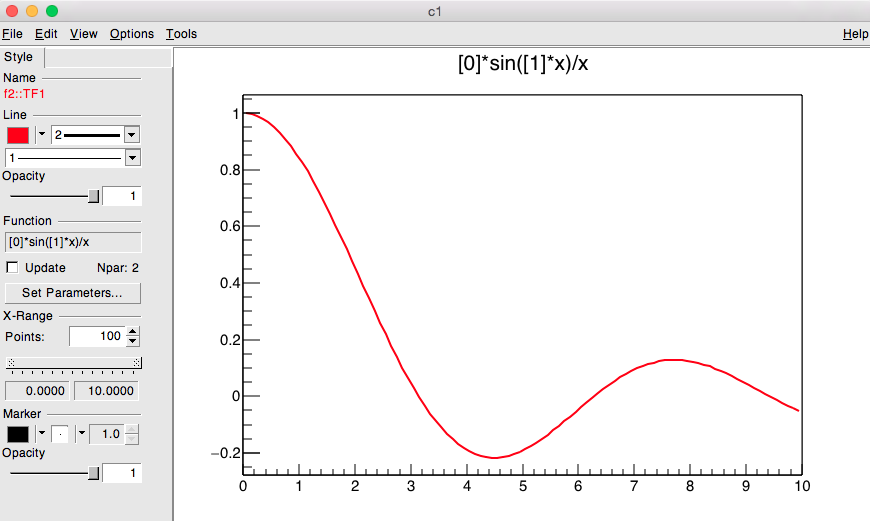 c1
File Edit View Options Tools Help
Style
Name
f2::TF1
Line
2
1
Opacity
1
Function
[0]*sin([1]*x)/x
Update Npar: 2
Set Parameters...
X-Range
Points: 100
0.0000 10.0000
Marker
1.0
Opacity
1
[0]*sin([1]*x)/x
1
0.8
0.6
0.4
0.2
0
−0.2
0 1 2 3 4 5 6 7 8 9 10